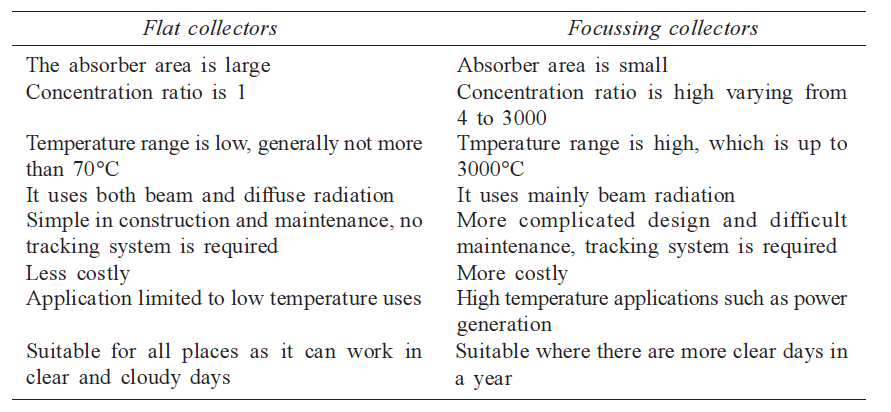 Flat collectors Focussing collectors
The absorber area is large Absorber area is small
Concentration ratio is 1 Concentration ratio is high varying from
4 to 3000
Temperature range is low, generally not more Tmperature range is high, which is up to
than 70°C 3000°C
It uses both beam and diffuse radiation It uses mainly beam radiation
Simple in construction and maintenance, no More complicated design and difficult
tracking system is required maintenance, tracking system is required
Less costly More costly
Application limited to low temperature uses High temperature applications such as power
generation
Suitable for all places as it can work in Suitable where there are more clear days in
clear and cloudy days a year